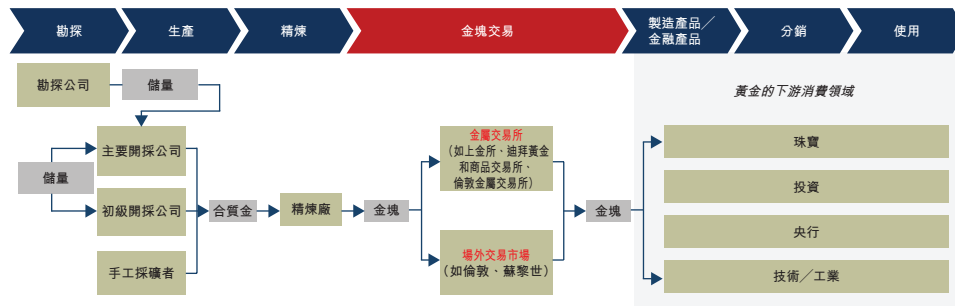 勘探
生產
精煉
金塊交易
製造產品／
金融產品
分銷
使用
勘探公司
儲量
黃金的下游消費領域
主要開採公司
儲量
初級開採公司
手工採礦者
合質金
精煉廠
金塊
金屬交易所
（如上金所、迪拜黃金
和商品交易所、
倫敦金屬交易所）
場外交易市場
（如倫敦、蘇黎世）
金塊
珠寶
投資
央行
技術／工業